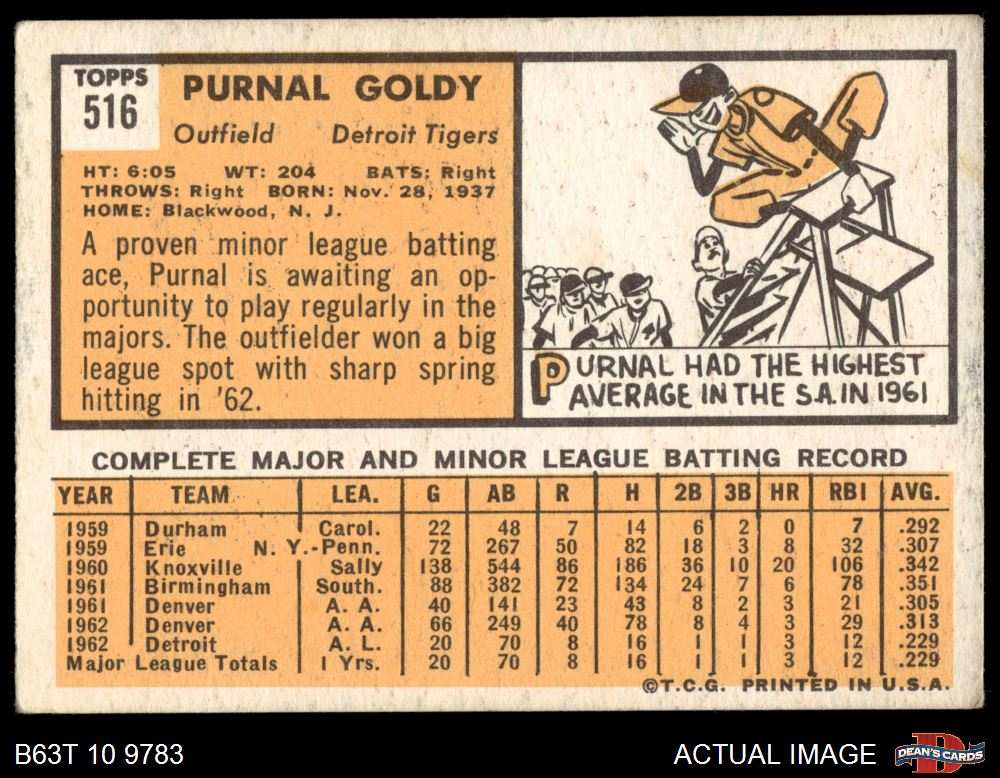 TOPPS
516
PURNAL GOLDY
Outfield Detroit Tigers
HT: 6:05 WT: 204 BATS: Right
THROWS: Right BORN: Nov. 28, 1937
HOME: Blackwood, N. J.
A proven minor league batting
ace, Purnal is awaiting an op-
portunity to play regularly in the
majors. The outfielder won a big
league spot with sharp spring
hitting in '62.
PURNAL HAD THE HIGHEST
AVERAGE IN THE S.A. IN 1961
COMPLETE MAJOR AND MINOR LEAGUE BATTING RECORD
YEAR TEAM LEA. G AB R H 2B 3B HR RBI AVG.
1959 Durham Carol. 22 48 7 14 6 2 0 7 .292
1959 Erie N. Y.-Penn. 72 267 50 82 18 3 8 32 .307
1960 Knoxville Sally 138 544 86 186 36 10 20 106 .342
1961 Birmingham South. 88 382 72 134 24 7 6 78 .351
1961 Denver A. A. 40 141 23 43 8 2 3 21 .305
1962 Denver A. A. 66 249 40 78 8 4 3 29 .313
1962 Detroit A. L. 20 70 8 16 1 1 3 12 .229
Major League Totals 1 Yrs. 20 70 8 16 1 1 3 12 .229
©T.C.G. PRINTED IN U.S.A.
B63T 10 9783
ACTUAL IMAGE
D
DEAN'S CARDS